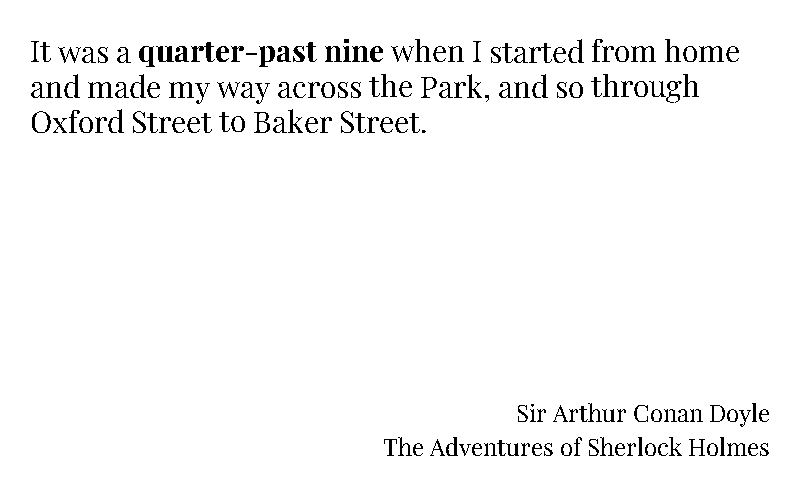 It was a quarter-past nine when I started from home
and made my way across the Park, and so through
Oxford Street to Baker Street.
Sir Arthur Conan Doyle
The Adventures of Sherlock Holmes